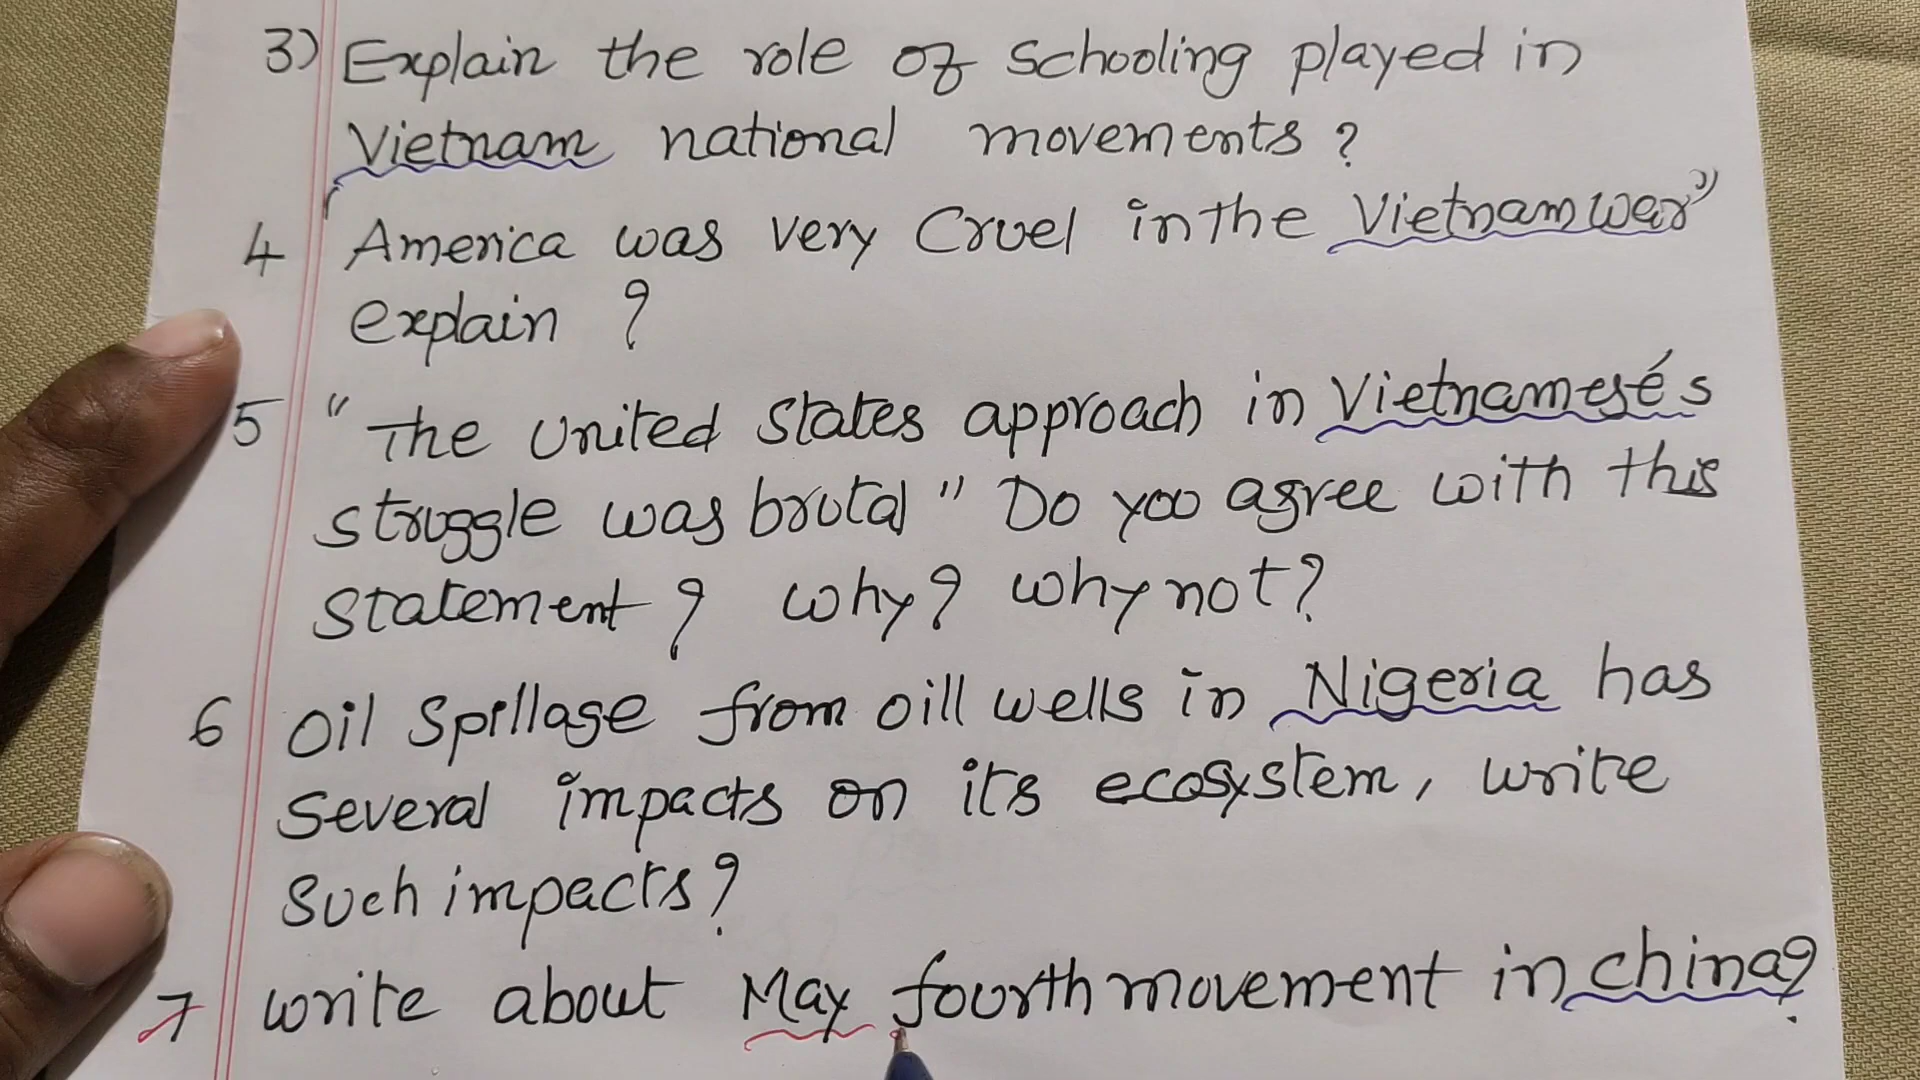 3) Explain the role of schooling played in
Vietnam national movements?
4 America was very Cruel in the Vietnam war"
explain?
5 "The United States approach in Vietnamese's
struggle was brutal" Do you agree with this
statement? why? why not?
6 Oil Spillage from oill wells in Nigeria has
Several impacts on its ecosystem, write
such impacts?
7 write about May fourth movement in china?